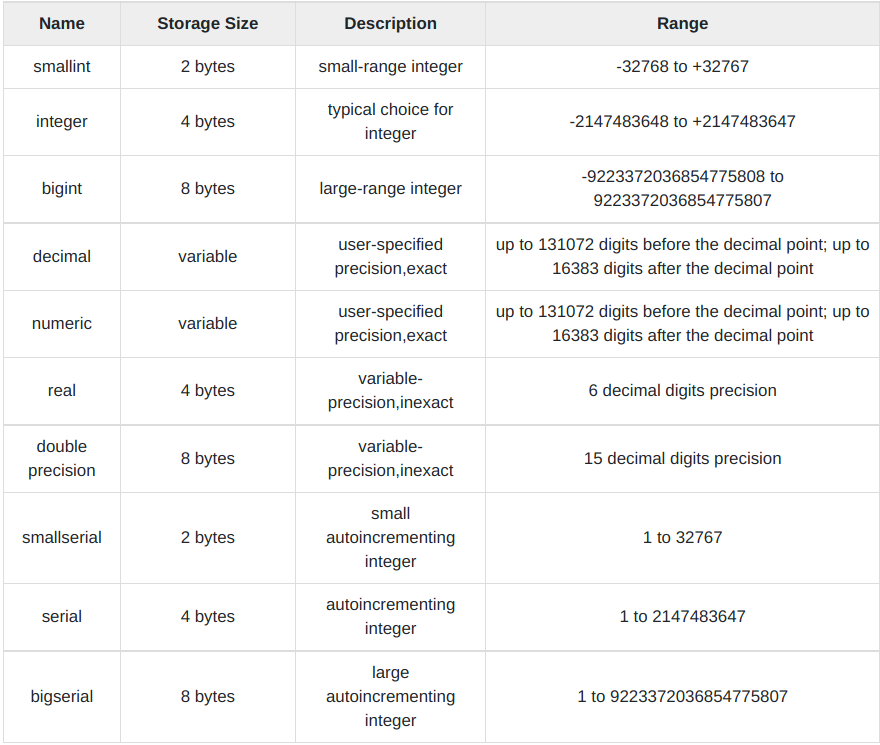 Name Storage Size Description Range
smallint 2 bytes small-range integer -32768 to +32767
integer 4 bytes typical choice for
integer -2147483648 to +2147483647
bigint 8 bytes large-range integer -9223372036854775808 to
9223372036854775807
decimal variable user-specified
precision,exact up to 131072 digits before the decimal point; up to
16383 digits after the decimal point
numeric variable user-specified
precision,exact up to 131072 digits before the decimal point; up to
16383 digits after the decimal point
real 4 bytes variable-
precision,inexact 6 decimal digits precision
double
precision 8 bytes variable-
precision,inexact 15 decimal digits precision
smallserial 2 bytes small
autoincrementing
integer 1 to 32767
serial 4 bytes autoincrementing
integer 1 to 2147483647
bigserial 8 bytes large
autoincrementing
integer 1 to 9223372036854775807